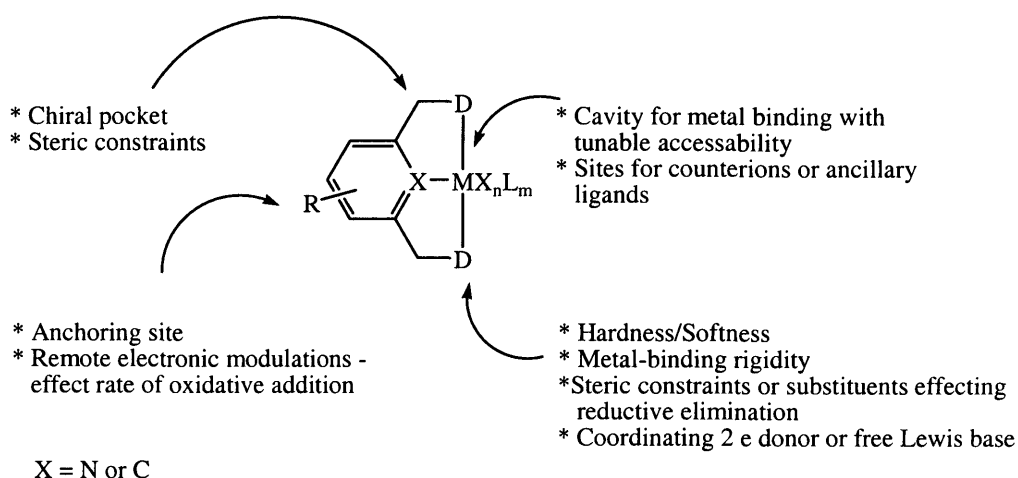 * Chiral pocket
* Steric constraints
D
* Cavity for metal binding with
tunable accessability
* Sites for counterions or ancillary
ligands
X
MXnLm
R
D
* Anchoring site
* Remote electronic modulations -
effect rate of oxidative addition
* Hardness/Softness
* Metal-binding rigidity
*Steric constraints or substituents effecting
reductive elimination
* Coordinating 2 e donor or free Lewis base
X = N or C